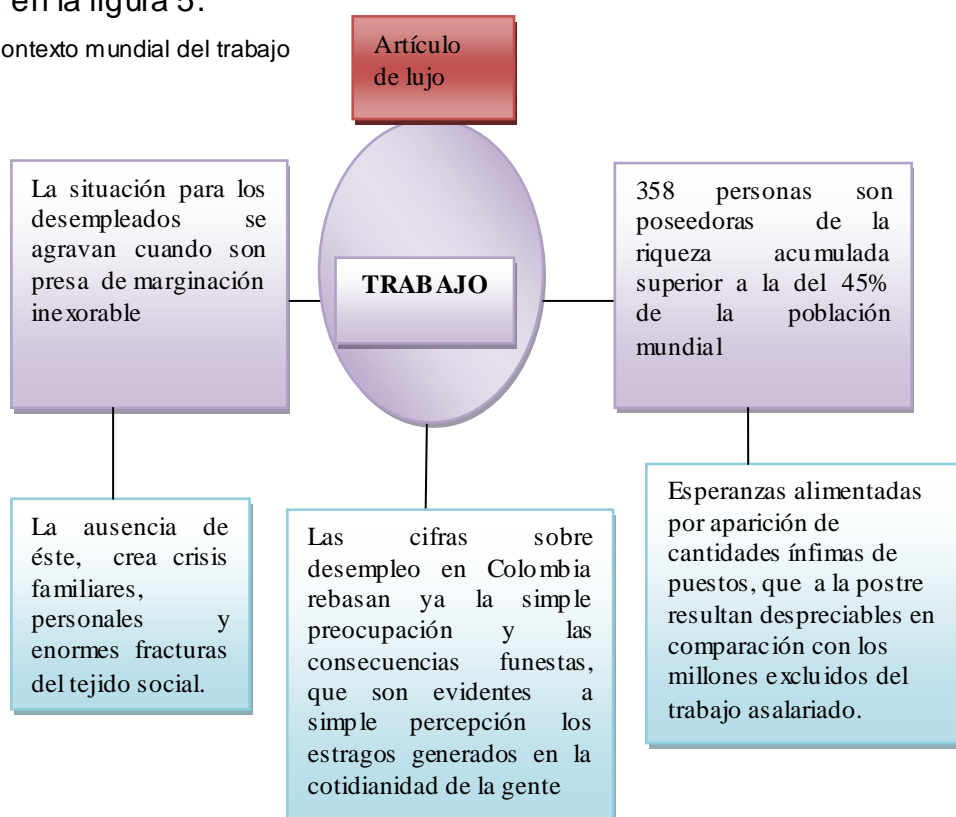 en la figura 5.
ontexto mundial del trabajo
Artículo
de lujo
La situación para los
desempleados se
agravan cuando son
presa de marginación
inexorable
TRABAJO
358 personas son
poseedoras de la
riqueza acumulada
superior a la del 45%
de la población
mundial
La ausencia de
éste, crea crisis
familiares,
personales y
enormes fracturas
del tejido social.
Las cifras sobre
desempleo en Colombia
rebasan ya la simple
preocupación y las
consecuencias funestas,
que son evidentes a
simple percepción los
estragos generados en la
cotidianidad de la gente
Esperanzas alimentadas
por aparición de
cantidades ínfimas de
puestos, que a la postre
resultan despreciables en
comparación con los
millones excluidos del
trabajo asalariado.